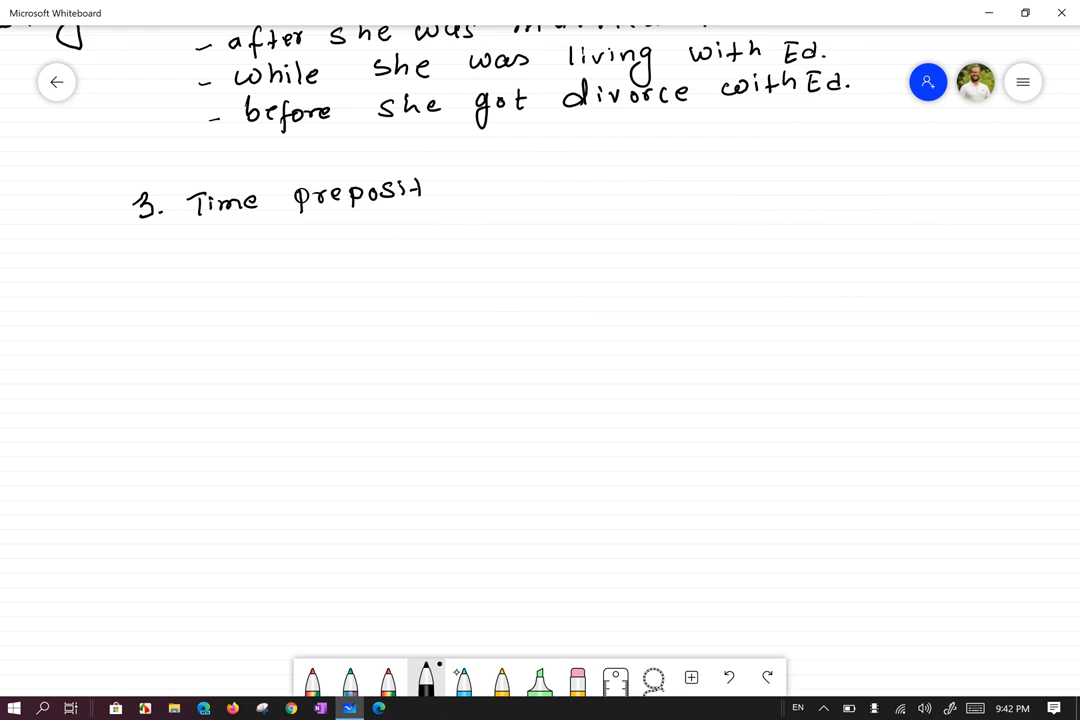 Microsoft Whiteboard
- after she was
- while she was living with Ed.
- before she got divorce with Ed.
3. Time preposit
EN
9:42 PM